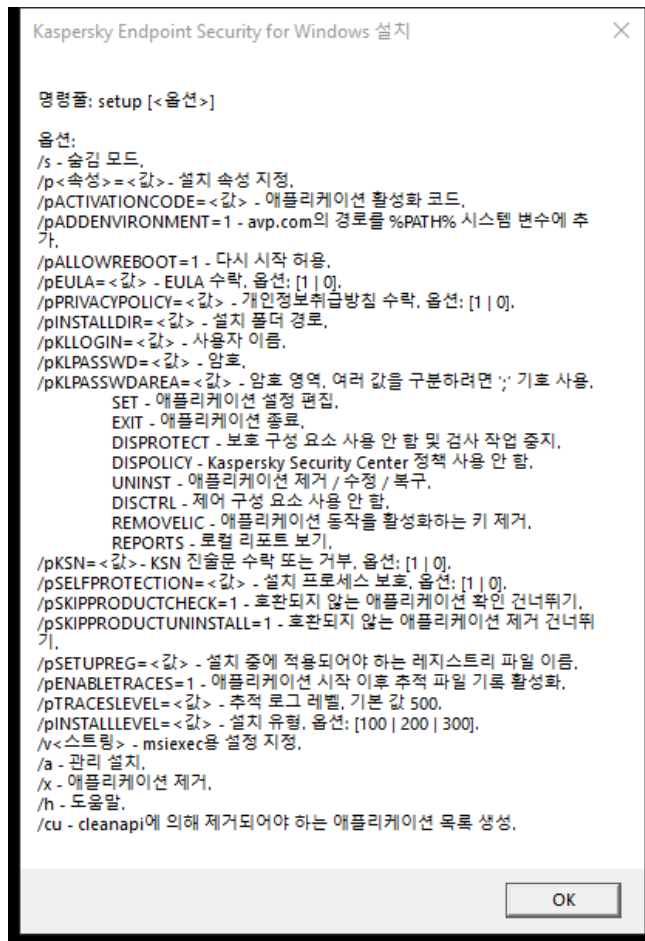 Kaspersky Endpoint Security for Windows 설치
명령줄: setup [<옵션>]
옵션:
/s - 숨김 모드.
/p<속성>=<값>- 설치 속성 지정.
/pACTIVATIONCODE=<값> - 애플리케이션 활성화 코드.
/pADDENVIRONMENT=1 - avp.com의 경로를 %PATH% 시스템 변수에 추
가.
/pALLOWREBOOT=1 - 다시 시작 허용.
/pEULA=<값> - EULA 수락. 옵션: [1 | 0].
/pPRIVACYPOLICY=<값> - 개인정보취급방침 수락. 옵션: [1 | 0].
/pINSTALLDIR=<값> - 설치 폴더 경로.
/pKLLOGIN=<값> - 사용자 이름.
/pKLPASSWD=<값> - 암호.
/pKLPASSWDAREA=<값> - 암호 영역. 여러 값을 구분하려면 ';' 기호 사용.
SET - 애플리케이션 설정 편집.
EXIT - 애플리케이션 종료.
DISPROTECT - 보호 구성 요소 사용 안 함 및 검사 작업 중지.
DISPOLICY - Kaspersky Security Center 정책 사용 안 함.
UNINST - 애플리케이션 제거 / 수정 / 복구.
DISCTRL - 제어 구성 요소 사용 안 함.
REMOVELIC - 애플리케이션 동작을 활성화하는 키 제거.
REPORTS - 로컬 리포트 보기.
/pKSN=<값>- KSN 진술문 수락 또는 거부. 옵션: [1 | 0].
/pSELFPROTECTION=<값> - 설치 프로세스 보호. 옵션: [1 | 0].
/pSKIPPRODUCTCHECK=1 - 호환되지 않는 애플리케이션 확인 건너뛰기.
/pSKIPPRODUCTUNINSTALL=1 - 호환되지 않는 애플리케이션 제거 건너뛰
기.
/pSETUPREG=<값> - 설치 중에 적용되어야 하는 레지스트리 파일 이름.
/pENABLETRACES=1 - 애플리케이션 시작 이후 추적 파일 기록 활성화.
/pTRACESLEVEL=<값> - 추적 로그 레벨. 기본 값 500.
/pINSTALLLEVEL=<값> - 설치 유형. 옵션: [100 | 200 | 300].
/v<스트링> - msiexec용 설정 지정.
/a - 관리 설치.
/x - 애플리케이션 제거.
/h - 도움말.
/cu - cleanapi에 의해 제거되어야 하는 애플리케이션 목록 생성.
OK